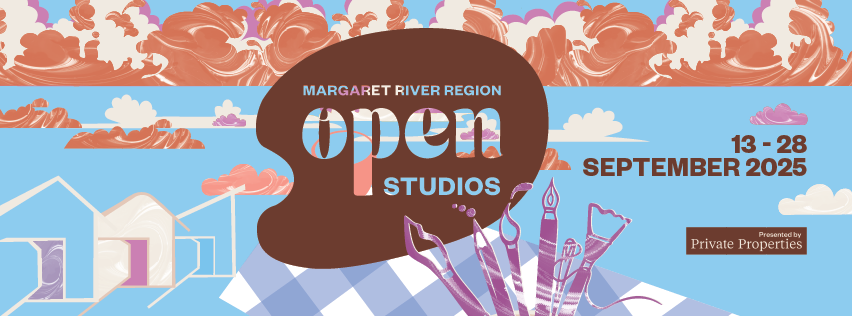 MARGARET RIVER REGION
open
STUDIOS
13 - 28
SEPTEMBER 2025
Presented by
Private Properties